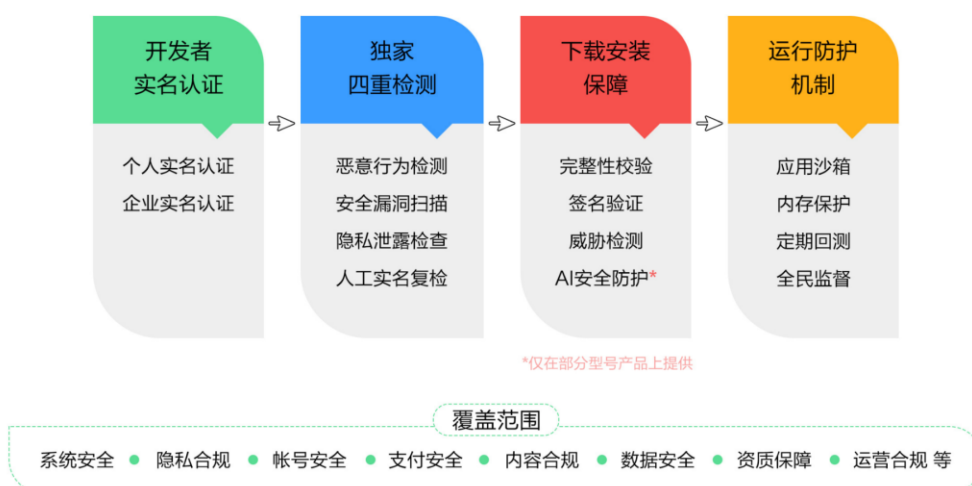 开发者
实名认证
个人实名认证
企业实名认证
独家
四重检测
恶意行为检测
安全漏洞扫描
隐私泄露检查
人工实名复检
下载安装
保障
完整性校验
签名验证
威胁检测
AI安全防护*
运行防护
机制
应用沙箱
内存保护
定期回测
全民监督
*仅在部分型号产品上提供
覆盖范围
系统安全 ● 隐私合规 ● 帐号安全 ● 支付安全 ● 内容合规 ● 数据安全 ● 资质保障 ● 运营合规 等